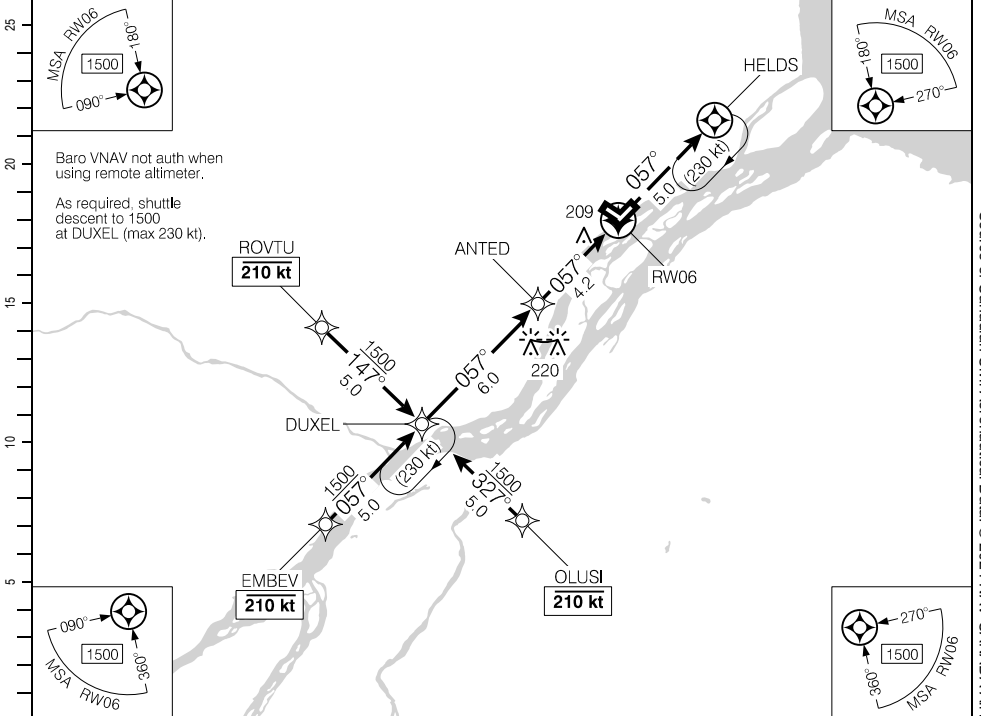 25
20
15
10
5
MSA RW06
180°
1500
090°
MSA RW06
180°
1500
270°
Baro VNAV not auth when
using remote altimeter.
As required, shuttle
descent to 1500
at DUXEL (max 230 kt).
HELDS
057°
5.0
(230 kt)
209
RW06
ANTED
057°
4.2
220
ROVTU
210 kt
1500
147°
5.0
057°
6.0
DUXEL
(230 kt)
1500
057°
5.0
1500
327°
5.0
EMBEV
210 kt
OLUSI
210 kt
090°
1500
360°
MSA RW06
270°
1500
360°
MSA RW06